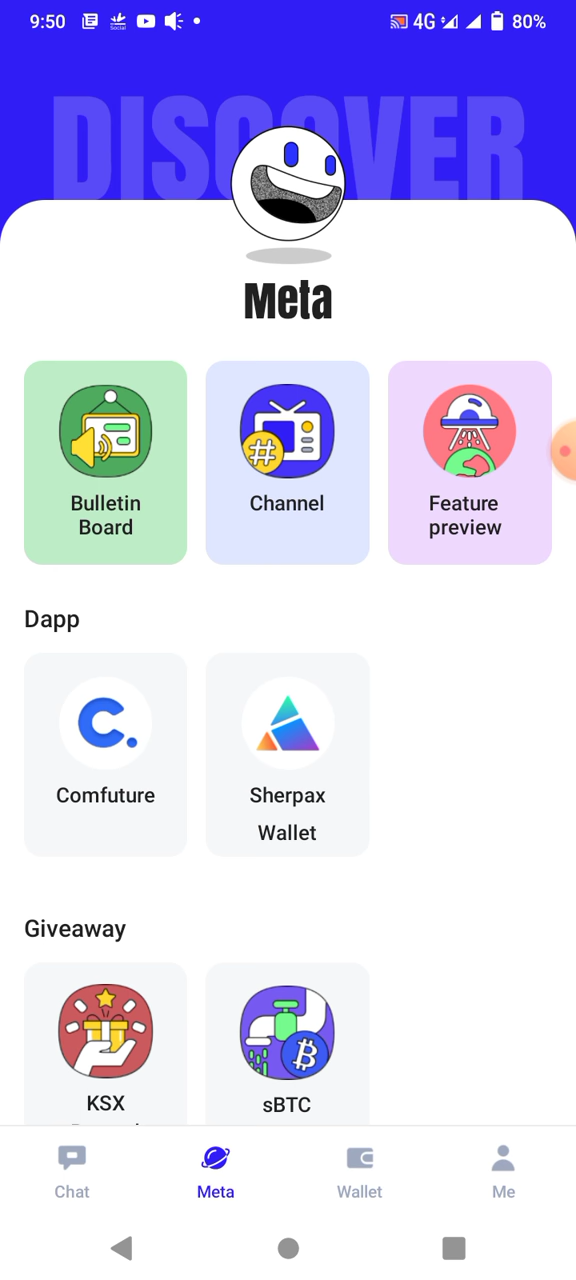 9:50
Social
4G
80%
DISCOVER
Meta
Bulletin
Board
Channel
Feature
preview
Dapp
Comfuture
Sherpax
Wallet
Giveaway
KSX
sBTC
Chat
Meta
Wallet
Me